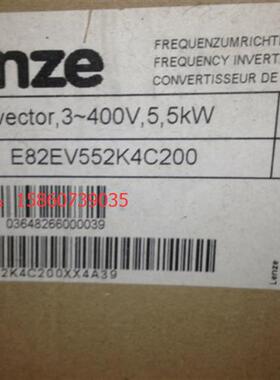 nze
FREQUENZUMRICHT
FREQUENCY INVERT
CONVERTISSEUR DE
vector,3~400V,5,5kW
E82EV552K4C200
15860739035
03648266000039
2K4C200XX4A39
Lenze